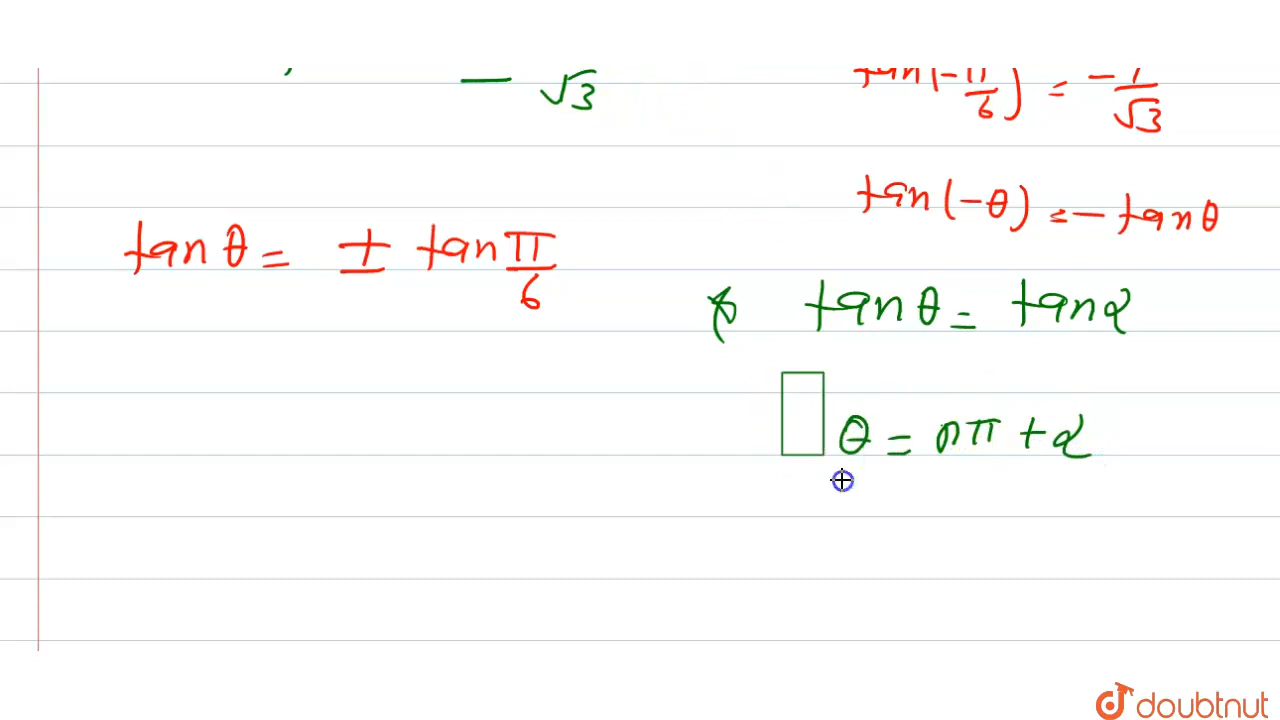 — √3
tan(-π/6) = -1/√3
tan(-θ) = - tanθ
tanθ = ± tan π/6
tanθ = tanα
θ = nπ + α
doubtnut